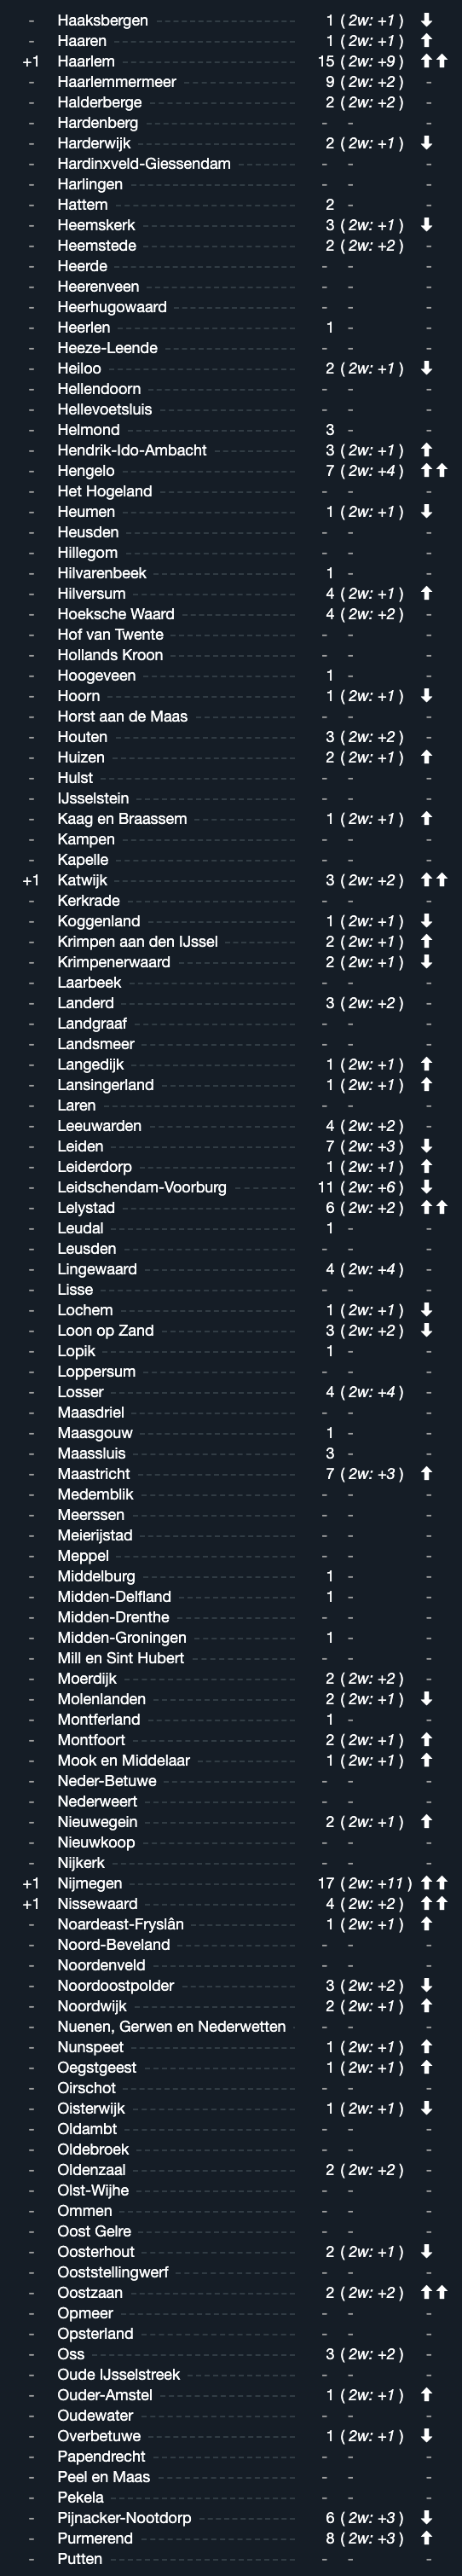 - Haaksbergen 1 (2w: +1) ⬇
- Haaren 1 (2w: +1) ⬆
+1 Haarlem 15 (2w: +9) ⬆⬆
- Haarlemmermeer 9 (2w: +2) -
- Halderberge 2 (2w: +2) -
- Hardenberg - - -
- Harderwijk 2 (2w: +1) ⬇
- Hardinxveld-Giessendam - - -
- Harlingen - - -
- Hattem 2 - -
- Heemskerk 3 (2w: +1) ⬇
- Heemstede 2 (2w: +2) -
- Heerde - - -
- Heerenveen - - -
- Heerhugowaard - - -
- Heerlen 1 - -
- Heeze-Leende - - -
- Heiloo 2 (2w: +1) ⬇
- Hellendoorn - - -
- Hellevoetsluis - - -
- Helmond 3 - -
- Hendrik-Ido-Ambacht 3 (2w: +1) ⬆
- Hengelo 7 (2w: +4) ⬆⬆
- Het Hogeland - - -
- Heumen 1 (2w: +1) ⬇
- Heusden - - -
- Hillegom - - -
- Hilvarenbeek 1 - -
- Hilversum 4 (2w: +1) ⬆
- Hoeksche Waard 4 (2w: +2) -
- Hof van Twente - - -
- Hollands Kroon - - -
- Hoogeveen 1 - -
- Hoorn 1 (2w: +1) ⬇
- Horst aan de Maas - - -
- Houten 3 (2w: +2) -
- Huizen 2 (2w: +1) ⬆
- Hulst - - -
- IJsselstein - - -
- Kaag en Braassem 1 (2w: +1) ⬆
- Kampen - - -
- Kapelle - - -
+1 Katwijk 3 (2w: +2) ⬆⬆
- Kerkrade - - -
- Koggenland 1 (2w: +1) ⬇
- Krimpen aan den IJssel 2 (2w: +1) ⬆
- Krimpenerwaard 2 (2w: +1) ⬇
- Laarbeek - - -
- Landerd 3 (2w: +2) -
- Landgraaf - - -
- Landsmeer - - -
- Langedijk 1 (2w: +1) ⬆
- Lansingerland 1 (2w: +1) ⬆
- Laren - - -
- Leeuwarden 4 (2w: +2) -
- Leiden 7 (2w: +3) ⬇
- Leiderdorp 1 (2w: +1) ⬆
- Leidschendam-Voorburg 11 (2w: +6) ⬇
- Lelystad 6 (2w: +2) ⬆⬆
- Leudal 1 - -
- Leusden - - -
- Lingewaard 4 (2w: +4) -
- Lisse - - -
- Lochem 1 (2w: +1) ⬇
- Loon op Zand 3 (2w: +2) ⬇
- Lopik 1 - -
- Loppersum - - -
- Losser 4 (2w: +4) -
- Maasdriel - - -
- Maasgouw 1 - -
- Maassluis 3 - -
- Maastricht 7 (2w: +3) ⬆
- Medemblik - - -
- Meerssen - - -
- Meierijstad - - -
- Meppel - - -
- Middelburg 1 - -
- Midden-Delfland 1 - -
- Midden-Drenthe - - -
- Midden-Groningen 1 - -
- Mill en Sint Hubert - - -
- Moerdijk 2 (2w: +2) -
- Molenlanden 2 (2w: +1) ⬇
- Montferland 1 - -
- Montfoort 2 (2w: +1) ⬆
- Mook en Middelaar 1 (2w: +1) ⬆
- Neder-Betuwe - - -
- Nederweert - - -
- Nieuwegein 2 (2w: +1) ⬆
- Nieuwkoop - - -
- Nijkerk - - -
+1 Nijmegen 17 (2w: +11) ⬆⬆
+1 Nissewaard 4 (2w: +2) ⬆⬆
- Noardeast-Fryslân 1 (2w: +1) ⬆
- Noord-Beveland - - -
- Noordenveld - - -
- Noordoostpolder 3 (2w: +2) ⬇
- Noordwijk 2 (2w: +1) ⬆
- Nuenen, Gerwen en Nederwetten - - -
- Nunspeet 1 (2w: +1) ⬆
- Oegstgeest 1 (2w: +1) ⬆
- Oirschot - - -
- Oisterwijk 1 (2w: +1) ⬇
- Oldambt - - -
- Oldebroek - - -
- Oldenzaal 2 (2w: +2) -
- Olst-Wijhe - - -
- Ommen - - -
- Oost Gelre - - -
- Oosterhout 2 (2w: +1) ⬇
- Ooststellingwerf - - -
- Oostzaan 2 (2w: +2) ⬆⬆
- Opmeer - - -
- Opsterland - - -
- Oss 3 (2w: +2) -
- Oude IJsselstreek - - -
- Ouder-Amstel 1 (2w: +1) ⬆
- Oudewater - - -
- Overbetuwe 1 (2w: +1) ⬇
- Papendrecht - - -
- Peel en Maas - - -
- Pekela - - -
- Pijnacker-Nootdorp 6 (2w: +3) ⬇
- Purmerend 8 (2w: +3) ⬆
- Putten - - -